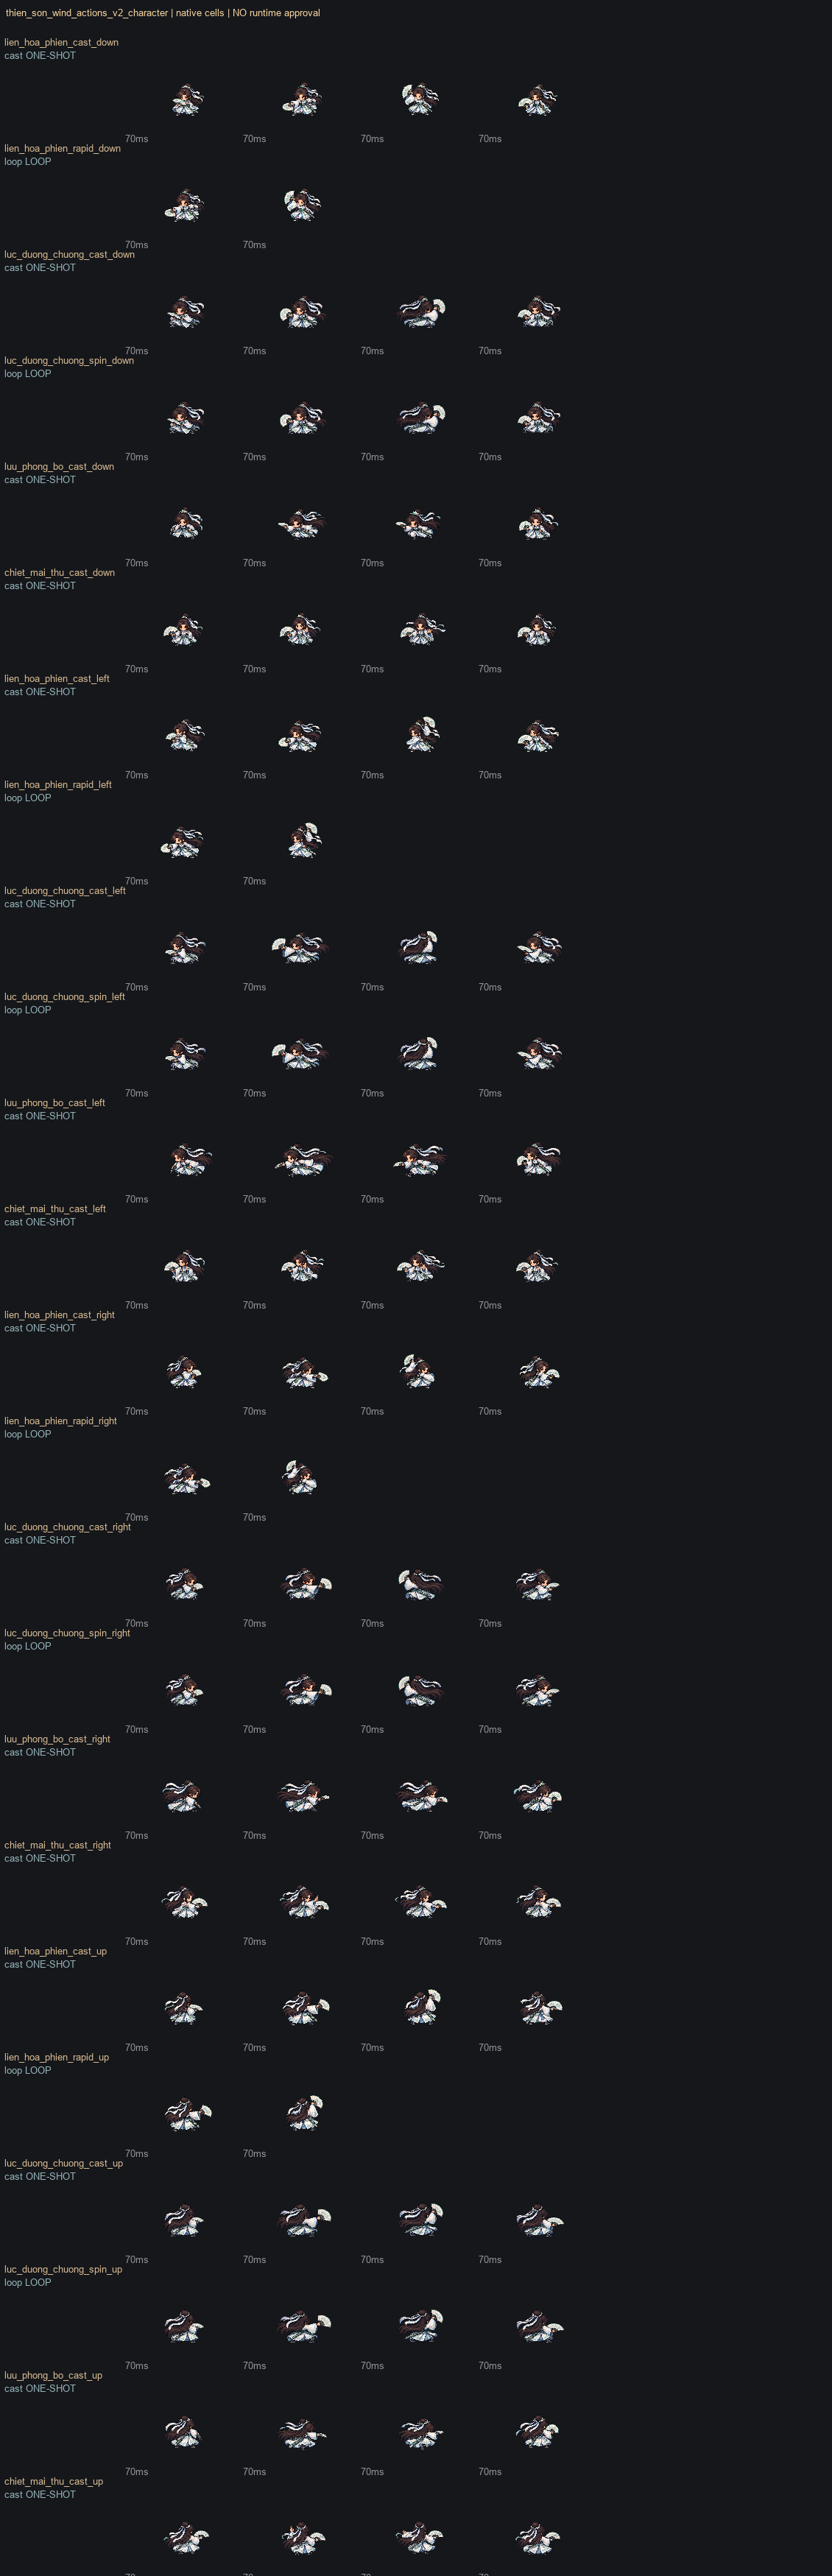 thien_son_wind_actions_v2_character | native cells | NO runtime approval
lien_hoa_phien_cast_down
cast ONE-SHOT
70ms 70ms 70ms 70ms
lien_hoa_phien_rapid_down
loop LOOP
70ms 70ms
luc_duong_chuong_cast_down
cast ONE-SHOT
70ms 70ms 70ms 70ms
luc_duong_chuong_spin_down
loop LOOP
70ms 70ms 70ms 70ms
luu_phong_bo_cast_down
cast ONE-SHOT
70ms 70ms 70ms 70ms
chiet_mai_thu_cast_down
cast ONE-SHOT
70ms 70ms 70ms 70ms
lien_hoa_phien_cast_left
cast ONE-SHOT
70ms 70ms 70ms 70ms
lien_hoa_phien_rapid_left
loop LOOP
70ms 70ms
luc_duong_chuong_cast_left
cast ONE-SHOT
70ms 70ms 70ms 70ms
luc_duong_chuong_spin_left
loop LOOP
70ms 70ms 70ms 70ms
luu_phong_bo_cast_left
cast ONE-SHOT
70ms 70ms 70ms 70ms
chiet_mai_thu_cast_left
cast ONE-SHOT
70ms 70ms 70ms 70ms
lien_hoa_phien_cast_right
cast ONE-SHOT
70ms 70ms 70ms 70ms
lien_hoa_phien_rapid_right
loop LOOP
70ms 70ms
luc_duong_chuong_cast_right
cast ONE-SHOT
70ms 70ms 70ms 70ms
luc_duong_chuong_spin_right
loop LOOP
70ms 70ms 70ms 70ms
luu_phong_bo_cast_right
cast ONE-SHOT
70ms 70ms 70ms 70ms
chiet_mai_thu_cast_right
cast ONE-SHOT
70ms 70ms 70ms 70ms
lien_hoa_phien_cast_up
cast ONE-SHOT
70ms 70ms 70ms 70ms
lien_hoa_phien_rapid_up
loop LOOP
70ms 70ms
luc_duong_chuong_cast_up
cast ONE-SHOT
70ms 70ms 70ms 70ms
luc_duong_chuong_spin_up
loop LOOP
70ms 70ms 70ms 70ms
luu_phong_bo_cast_up
cast ONE-SHOT
70ms 70ms 70ms 70ms
chiet_mai_thu_cast_up
cast ONE-SHOT